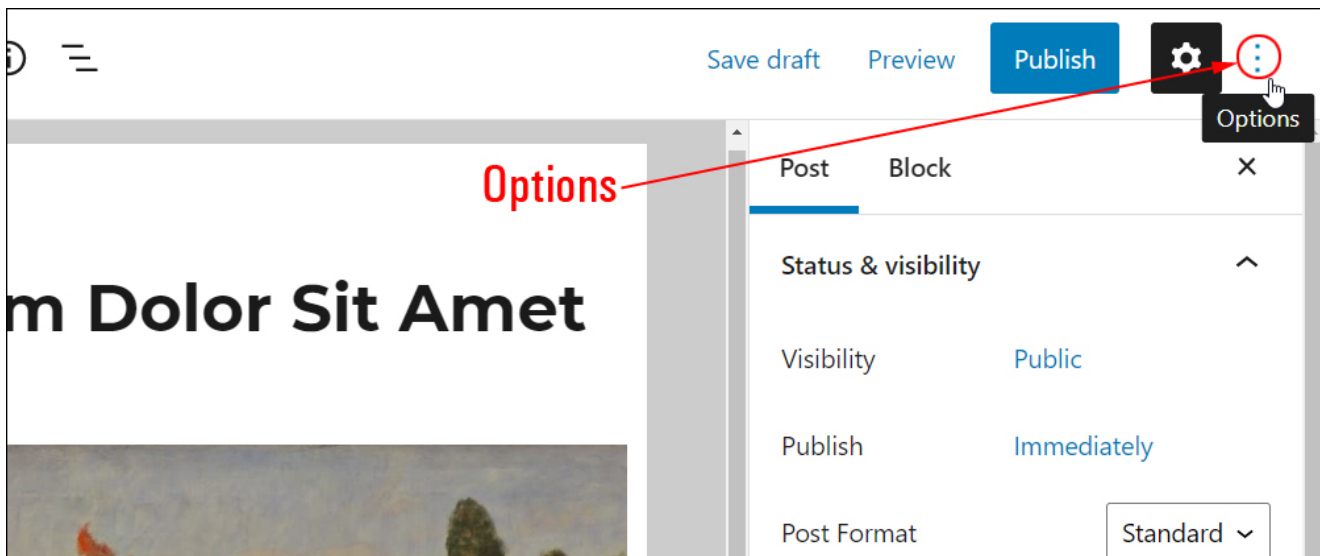 Save draft Preview Publish
Options
Post Block
Options
Status & visibility
m Dolor Sit Amet
Visibility Public
Publish Immediately
Post Format Standard